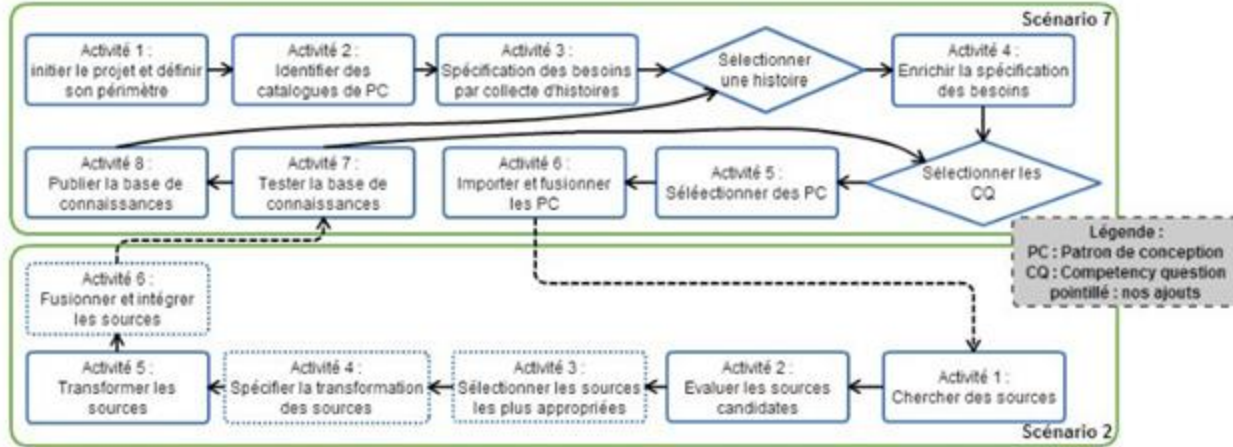 Scénario 7
Activité 1 :
initier le projet et définir
son périmètre
Activité 2 :
Identifier des
catalogues de PC
Activité 3 :
Spécification des besoins
par collecte d'histoires
Sélectionner
une histoire
Activité 4 :
Enrichir la spécification
des besoins
Activité 8 :
Publier la base de
connaissances
Activité 7 :
Tester la base de
connaissances
Activité 6 :
Importer et fusionner
les PC
Activité 5 :
Séléectionner des PC
Sélectionner les
CQ
Légende :
PC : Patron de conception
CQ : Competency question
pointillé : nos ajouts
Activité 6 :
Fusionner et intégrer
les sources
Activité 5 :
Transformer les
sources
Activité 4 :
Spécifier la transformation
des sources
Activité 3 :
Sélectionner les sources
les plus appropriées
Activité 2 :
Evaluer les sources
candidates
Activité 1 :
Chercher des sources
Scénario 2